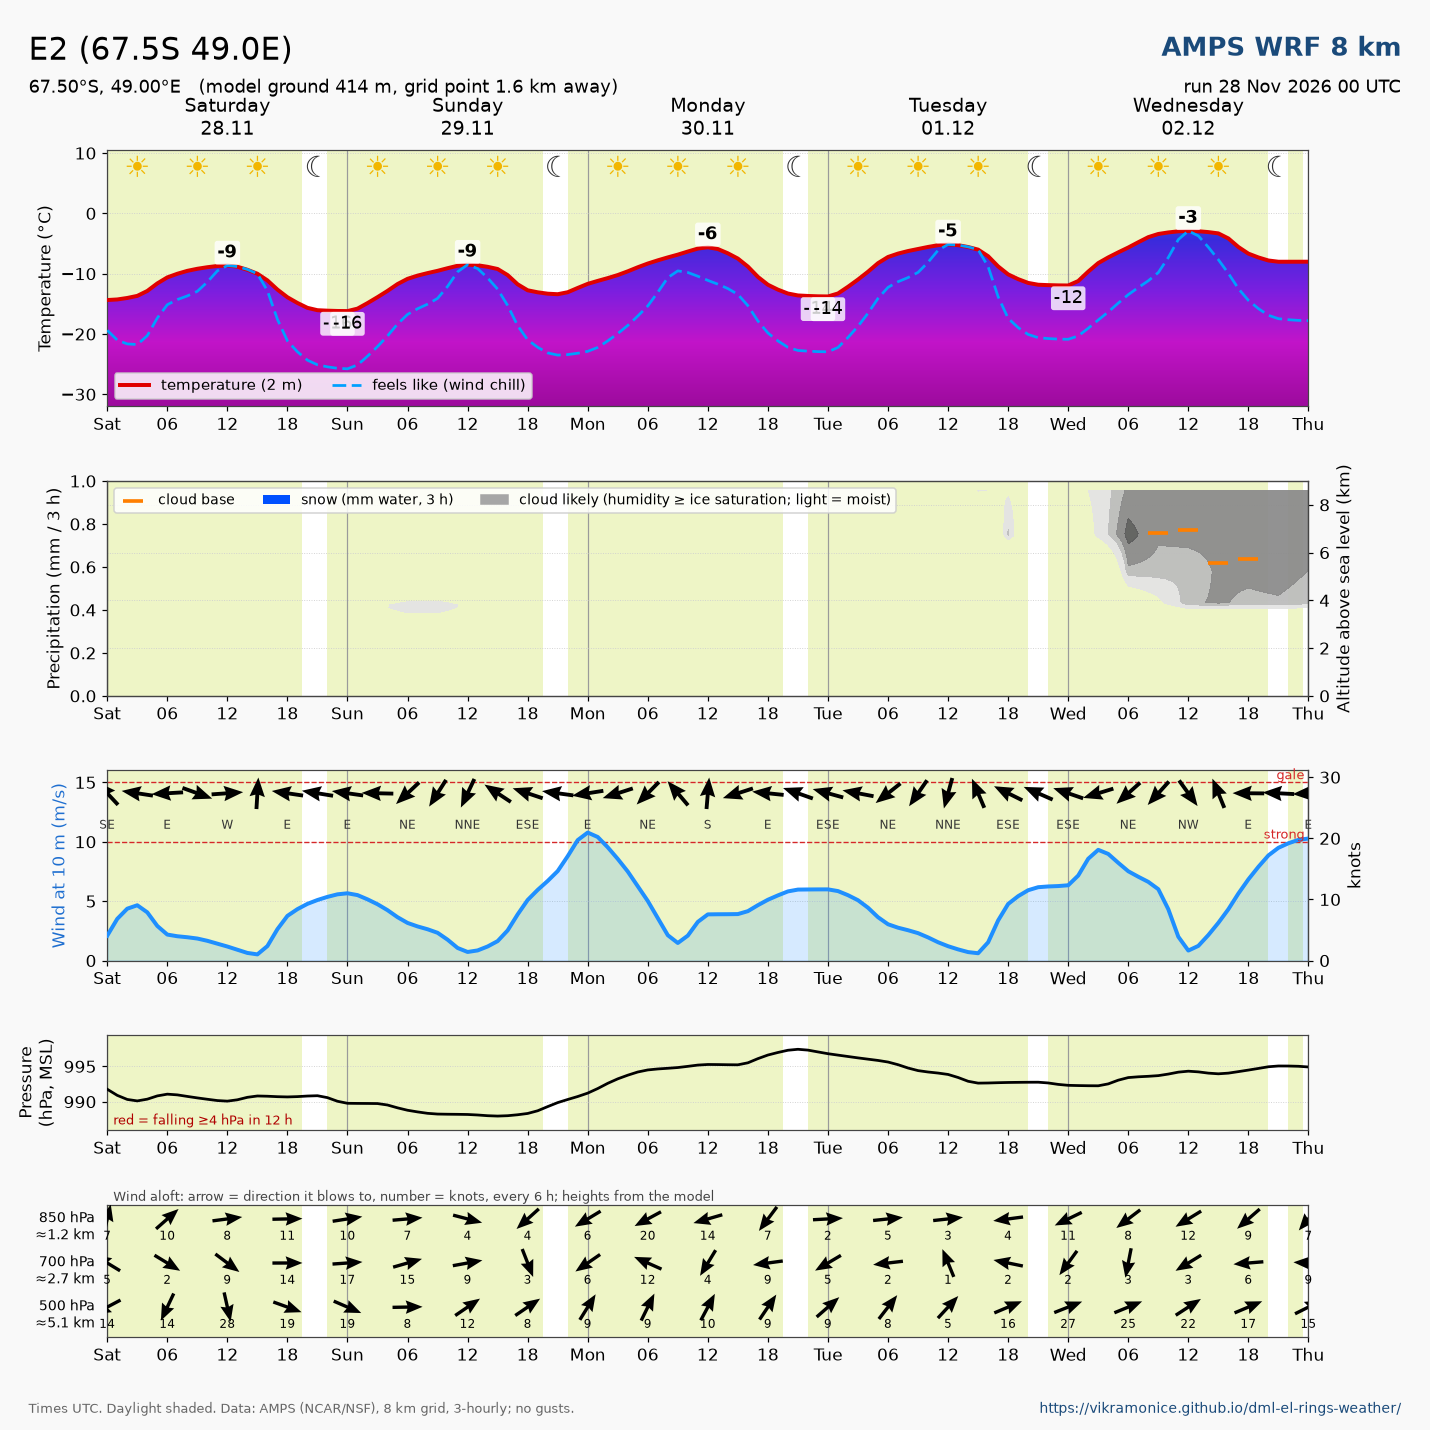 E2 (67.5S 49.0E)
AMPS WRF 8 km
67.50°S, 49.00°E (model ground 414 m, grid point 1.6 km away)
run 28 Nov 2026 00 UTC
Saturday Sunday Monday Tuesday Wednesday
28.11 29.11 30.11 01.12 02.12
Temperature (°C)
10
0
−10
−20
−30
-9 -9 -6 -5 -3
-16 -14 -12
temperature (2 m) feels like (wind chill)
Sat 06 12 18 Sun 06 12 18 Mon 06 12 18 Tue 06 12 18 Wed 06 12 18 Thu
Precipitation (mm / 3 h)
1.0
0.8
0.6
0.4
0.2
0.0
cloud base snow (mm water, 3 h) cloud likely (humidity ≥ ice saturation; light = moist)
8
6
4
2
0
Altitude above sea level (km)
Sat 06 12 18 Sun 06 12 18 Mon 06 12 18 Tue 06 12 18 Wed 06 12 18 Thu
Wind at 10 m (m/s)
15
10
5
0
gale
SE E W E E NE NNE ESE E NE S E ESE NE NNE ESE ESE NE NW E E
strong
30
20
10
0
knots
Sat 06 12 18 Sun 06 12 18 Mon 06 12 18 Tue 06 12 18 Wed 06 12 18 Thu
Pressure
(hPa, MSL)
995
990
red = falling ≥4 hPa in 12 h
Sat 06 12 18 Sun 06 12 18 Mon 06 12 18 Tue 06 12 18 Wed 06 12 18 Thu
Wind aloft: arrow = direction it blows to, number = knots, every 6 h; heights from the model
850 hPa
≈1.2 km 7 10 8 11 10 7 4 4 6 20 14 7 2 5 3 4 11 8 12 9 7
700 hPa
≈2.7 km 5 2 9 14 17 15 9 3 6 12 4 9 5 2 1 2 2 3 3 6 9
500 hPa
≈5.1 km 14 14 28 19 19 8 12 8 9 9 10 9 9 8 5 16 27 25 22 17 15
Sat 06 12 18 Sun 06 12 18 Mon 06 12 18 Tue 06 12 18 Wed 06 12 18 Thu
Times UTC. Daylight shaded. Data: AMPS (NCAR/NSF), 8 km grid, 3-hourly; no gusts.
https://vikramonice.github.io/dml-el-rings-weather/